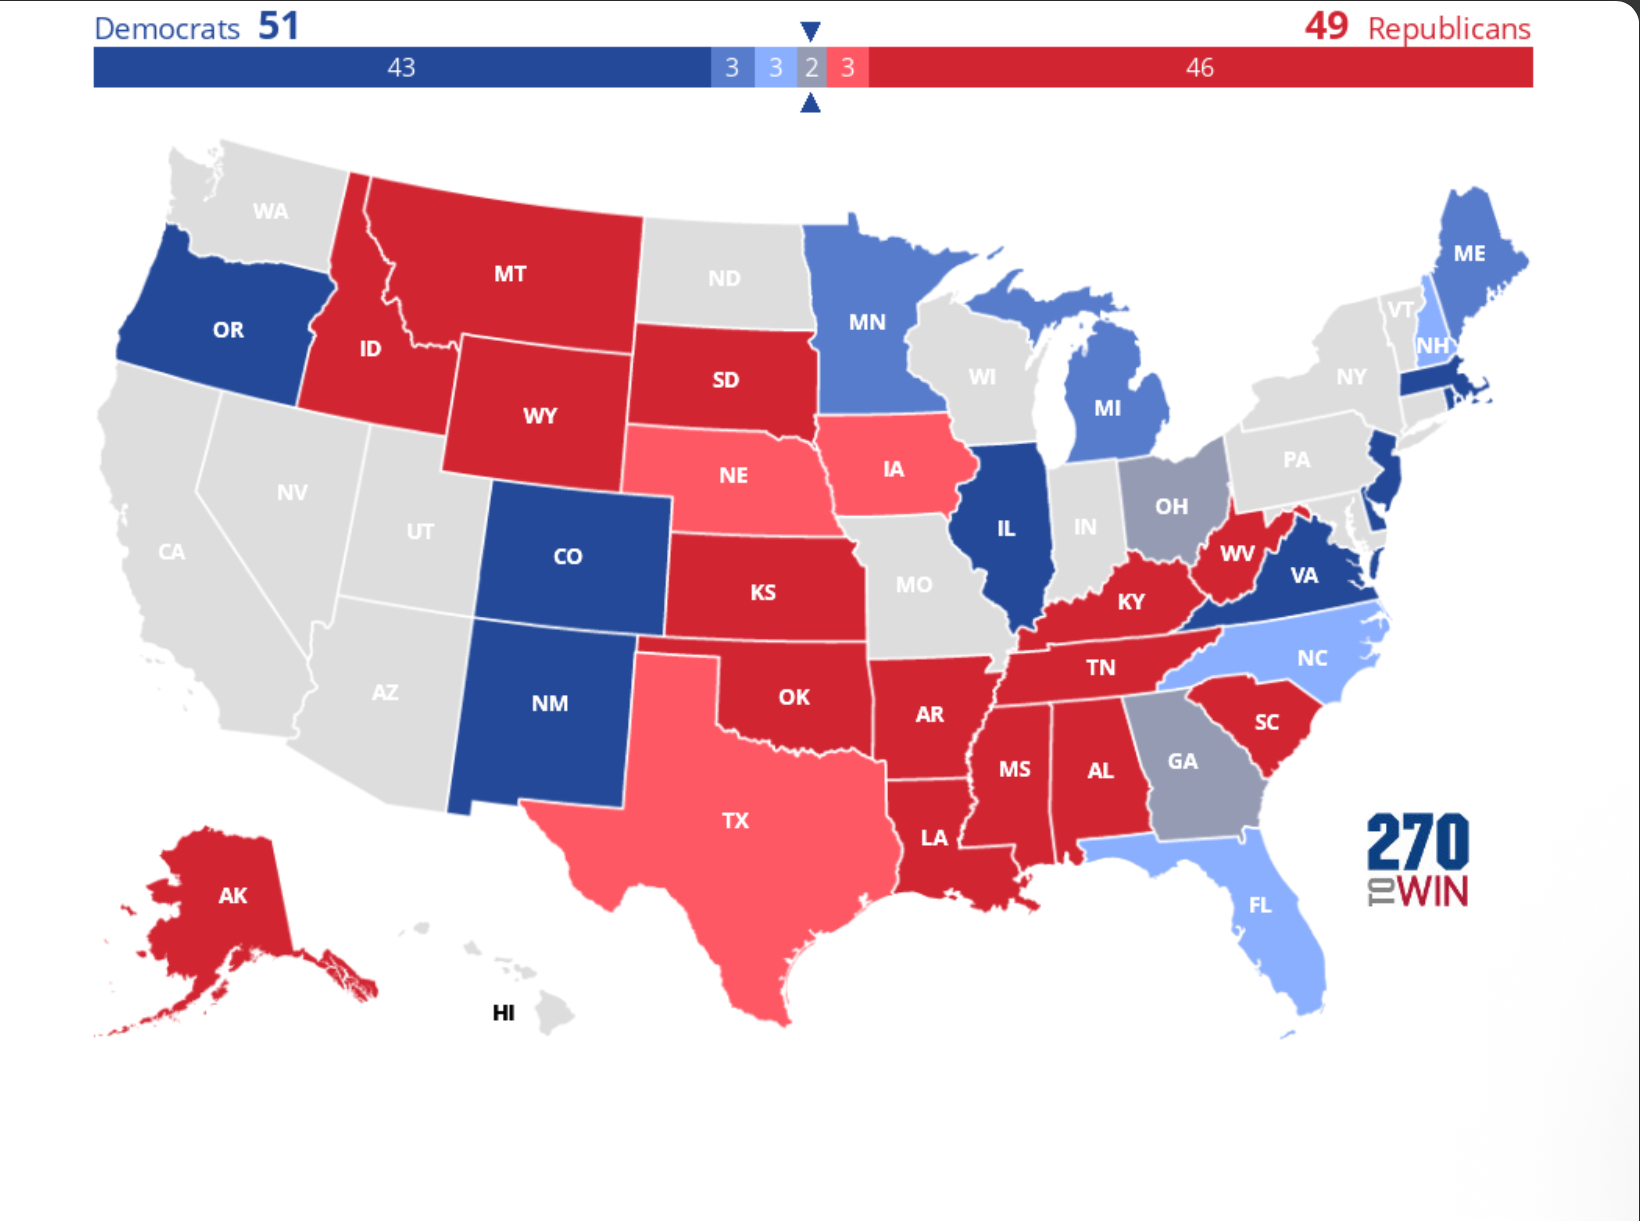 Democrats 51
49 Republicans
43 3 3 2 3 46
WA
MT
ND
MN
ME
VT
NH
OR
ID
SD
WI
NY
MI
WY
NE
IA
PA
NV
UT
CO
IL
IN
OH
CA
KS
MO
WV
VA
KY
NC
AZ
NM
OK
AR
TN
SC
MS
AL
GA
TX
LA
270
TO WIN
AK
FL
HI